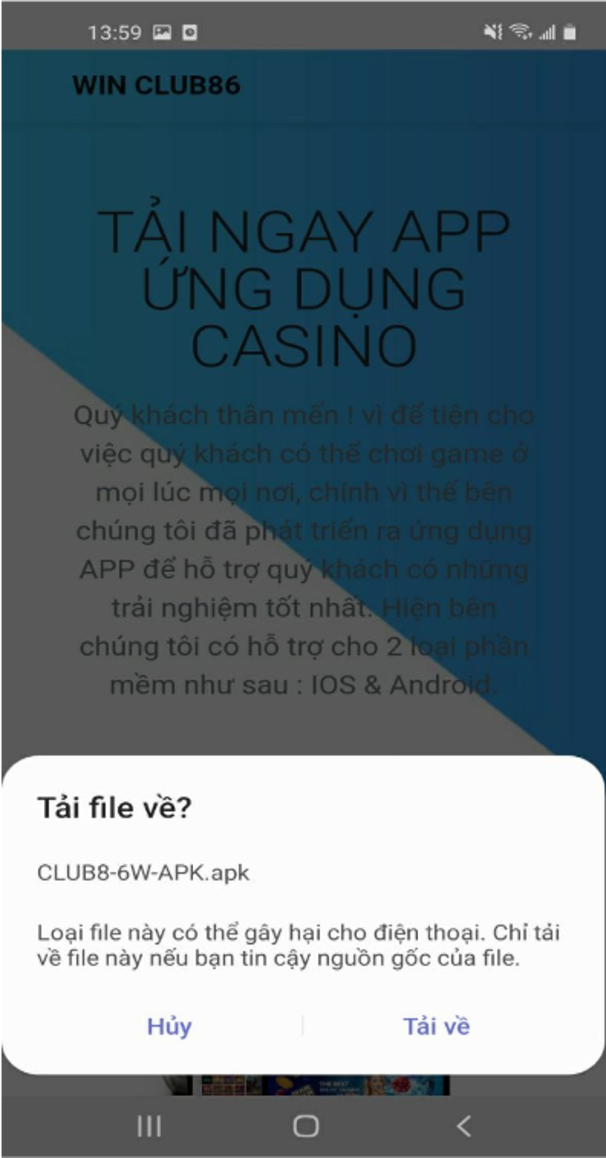 13:59
WIN CLUB86
TẢI NGAY APP
ỨNG DỤNG
CASINO
Quý khách thân mến ! vì để tiện cho
việc quý khách có thể chơi game ở
mọi lúc mọi nơi, chính vì thế bên
chúng tôi đã phát triển ra ứng dụng
APP để hỗ trợ quý khách có những
trải nghiệm tốt nhất. Hiện bên
chúng tôi có hỗ trợ cho 2 loại phần
mềm như sau : IOS & Android.
Tải file về?
CLUB8-6W-APK.apk
Loại file này có thể gây hại cho điện thoại. Chỉ tải
về file này nếu bạn tin cậy nguồn gốc của file.
Hủy
Tải về
THE BEST